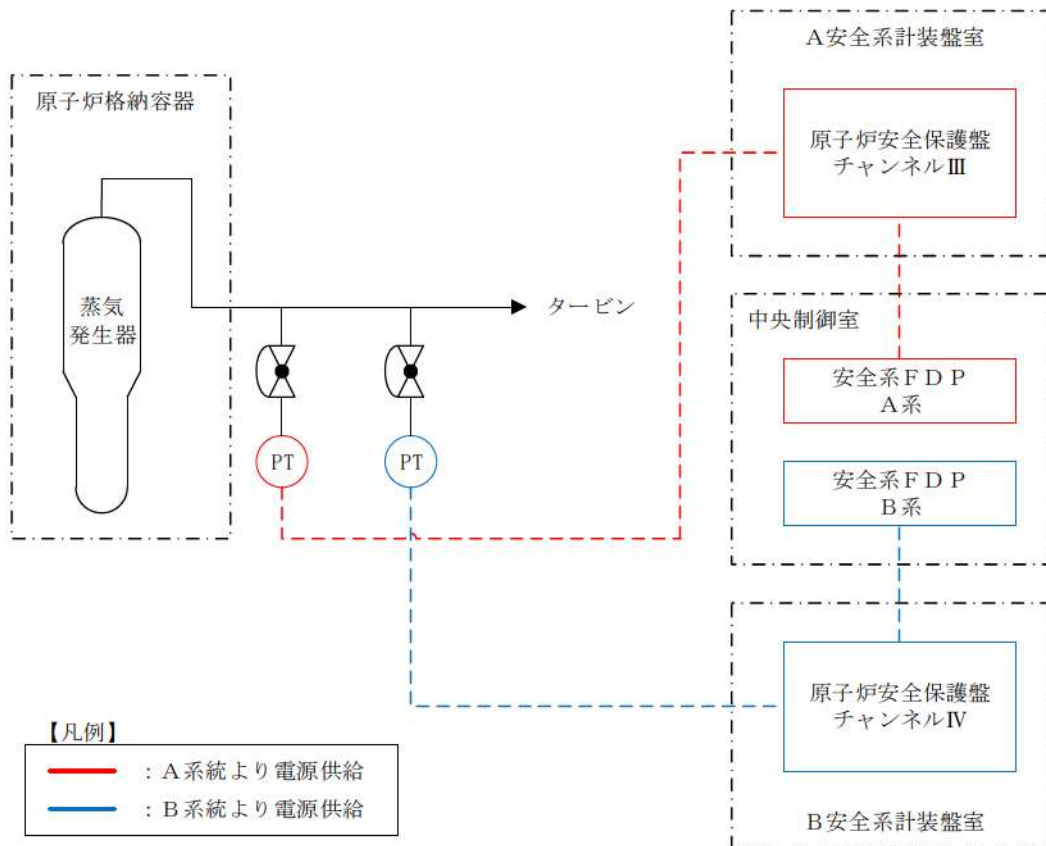 A安全系計装盤室
原子炉格納容器
原子炉安全保護盤
チャンネルⅢ
蒸気
発生器
タービン
中央制御室
安全系FDP
A系
PT
PT
安全系FDP
B系
原子炉安全保護盤
チャンネルⅣ
B安全系計装盤室
【凡例】
:A系統より電源供給
:B系統より電源供給